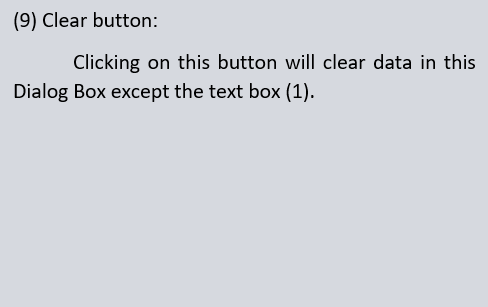 (9) Clear button:
Clicking on this button will clear data in this
Dialog Box except the text box (1).